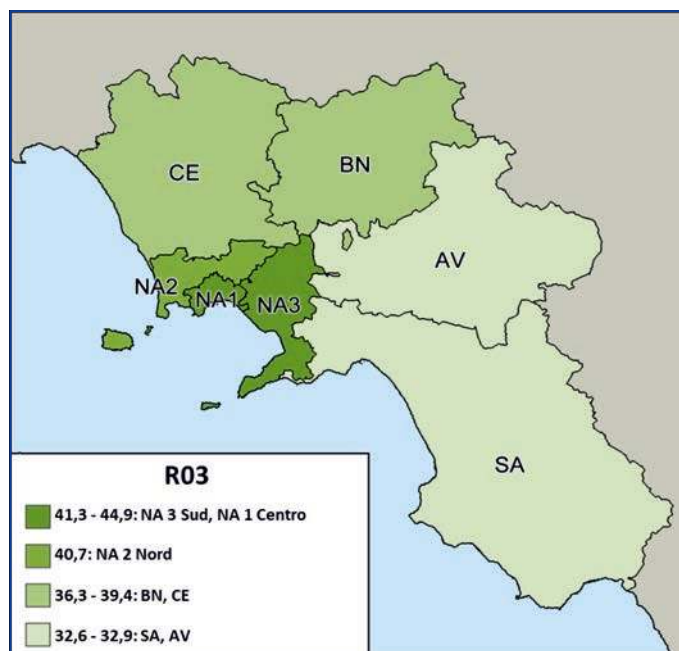 CE
BN
AV
NA2
NA1
NA3
SA
R03
41,3 - 44,9: NA 3 Sud, NA 1 Centro
40,7: NA 2 Nord
36,3 - 39,4: BN, CE
32,6 - 32,9: SA, AV